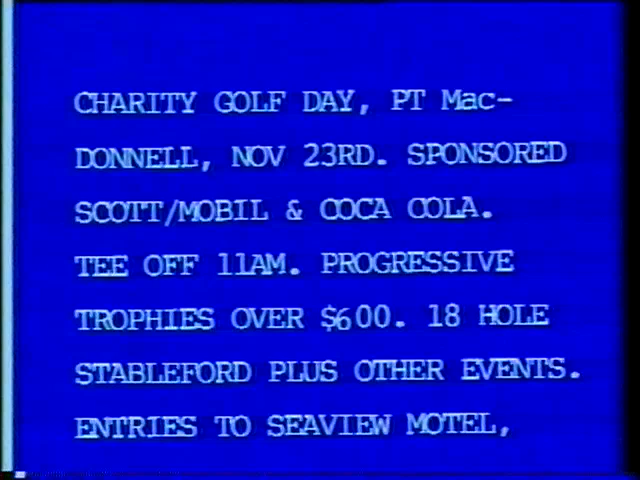 CHARITY GOLF DAY, PT Mac-
DONNELL, NOV 23RD. SPONSORED
SCOTT/MOBIL & COCA COLA.
TEE OFF 11AM. PROGRESSIVE
TROPHIES OVER $600. 18 HOLE
STABLEFORD PLUS OTHER EVENTS.
ENTRIES TO SEAVIEW MOTEL,